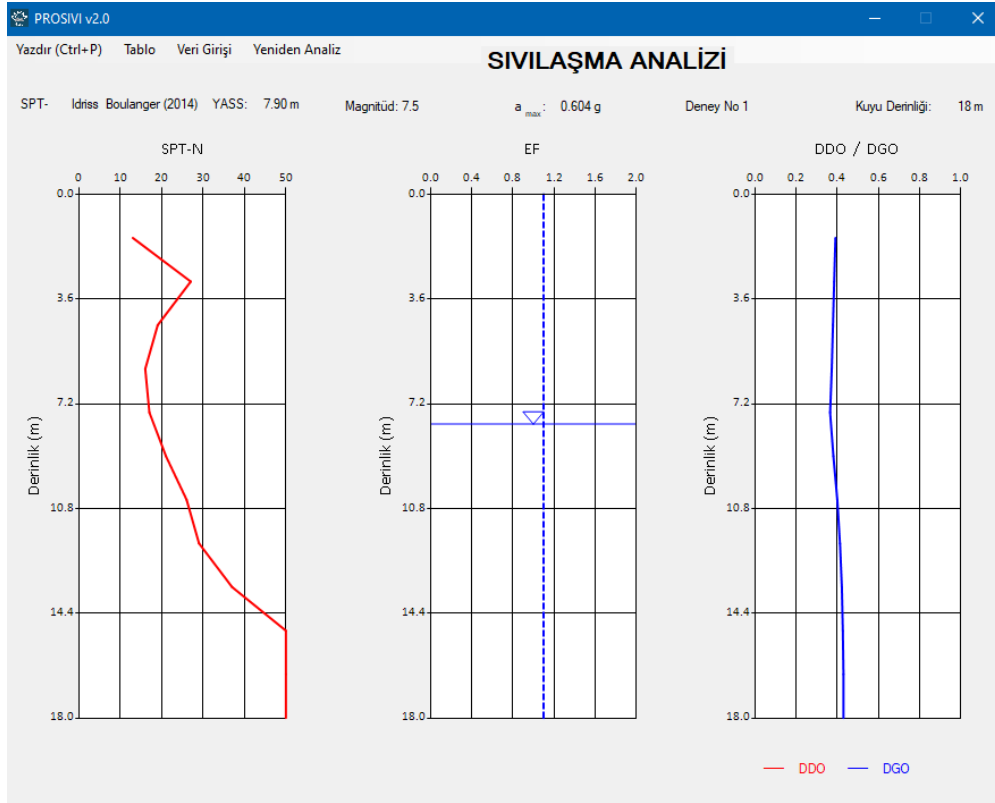 PROSIVI v2.0
Yazdır (Ctrl+P) Tablo Veri Girişi Yeniden Analiz
SIVILAŞMA ANALİZİ
SPT- Idriss Boulanger (2014) YASS: 7.90 m Magnitüd: 7.5 a max: 0.604 g Deney No 1 Kuyu Derinliği: 18 m
SPT-N EF DDO / DGO
0 10 20 30 40 50 0.0 0.4 0.8 1.2 1.6 2.0 0.0 0.2 0.4 0.6 0.8 1.0
0.0 0.0 0.0
3.6 3.6 3.6
7.2 7.2 7.2
Derinlik (m) Derinlik (m) Derinlik (m)
10.8 10.8 10.8
14.4 14.4 14.4
18.0 18.0 18.0
DDO DGO